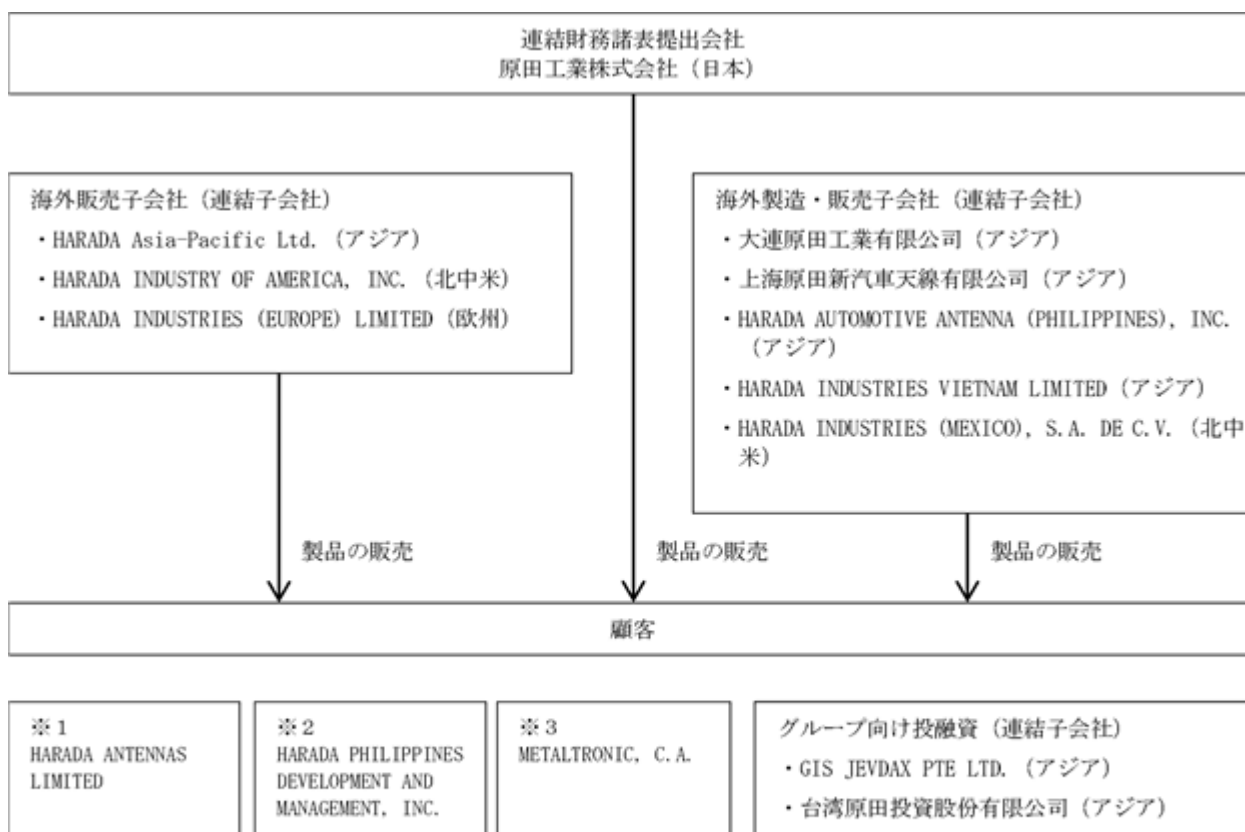 連結財務諸表提出会社
原田工業株式会社（日本）
海外販売子会社（連結子会社）
・HARADA Asia-Pacific Ltd.（アジア）
・HARADA INDUSTRY OF AMERICA, INC.（北中米）
・HARADA INDUSTRIES (EUROPE) LIMITED（欧州）
海外製造・販売子会社（連結子会社）
・大連原田工業有限公司（アジア）
・上海原田新汽車天線有限公司（アジア）
・HARADA AUTOMOTIVE ANTENNA (PHILIPPINES), INC.
（アジア）
・HARADA INDUSTRIES VIETNAM LIMITED（アジア）
・HARADA INDUSTRIES (MEXICO), S.A. DE C.V.（北中
米）
製品の販売
製品の販売
製品の販売
顧客
※１
HARADA ANTENNAS
LIMITED
※２
HARADA PHILIPPINES
DEVELOPMENT AND
MANAGEMENT, INC.
※３
METALTRONIC, C.A.
グループ向け投融資（連結子会社）
・GIS JEVDAX PTE LTD.（アジア）
・台湾原田投資股份有限公司（アジア）